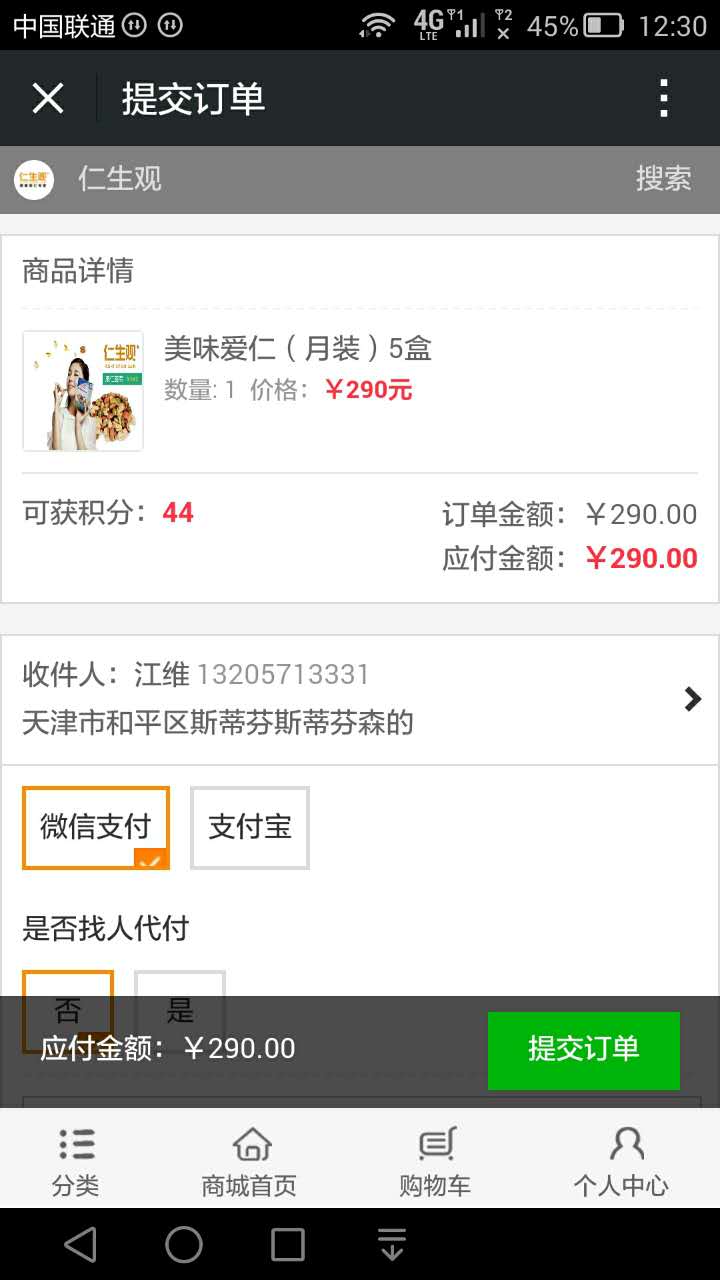 中国联通 4G LTE 1 2 45% 12:30
提交订单
仁生观 仁生观 搜索
商品详情
仁生观
美味爱仁（月装）5盒
数量: 1 价格：￥290元
可获积分：44
订单金额：￥290.00
应付金额：￥290.00
收件人：江维 13205713331
天津市和平区斯蒂芬斯蒂芬森的
微信支付 支付宝
是否找人代付
否 是
应付金额：￥290.00 提交订单
分类 商城首页 购物车 个人中心